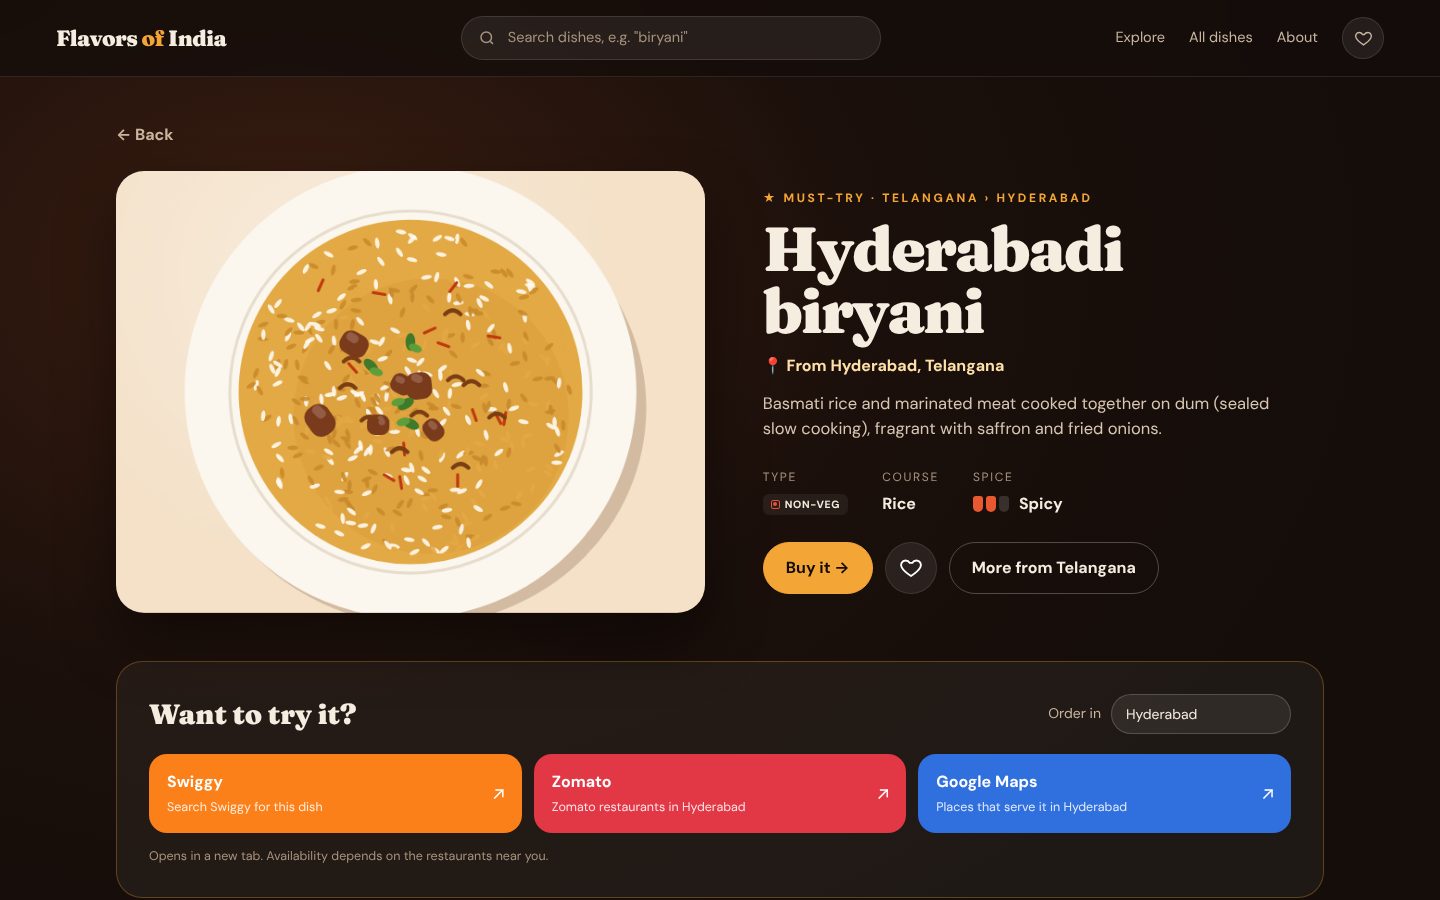 Flavors of India
Search dishes, e.g. "biryani"
Explore
All dishes
About
← Back
★ MUST-TRY · TELANGANA › HYDERABAD
Hyderabadi
biryani
📍 From Hyderabad, Telangana
Basmati rice and marinated meat cooked together on dum (sealed
slow cooking), fragrant with saffron and fried onions.
TYPE
COURSE
SPICE
NON-VEG
Rice
Spicy
Buy it →
More from Telangana
Want to try it?
Order in
Hyderabad
Swiggy
Search Swiggy for this dish
Zomato
Zomato restaurants in Hyderabad
Google Maps
Places that serve it in Hyderabad
Opens in a new tab. Availability depends on the restaurants near you.